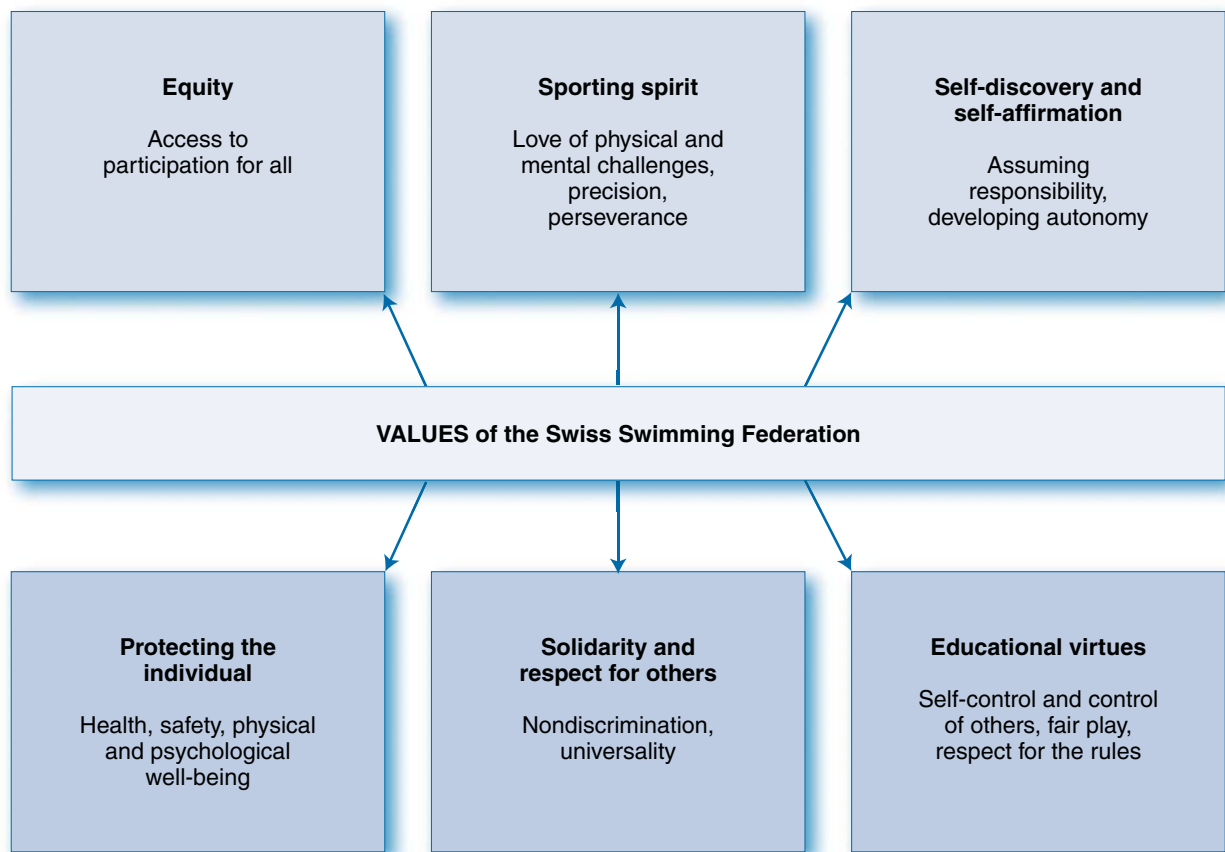 Equity
Access to
participation for all
Sporting spirit
Love of physical and
mental challenges,
precision,
perseverance
Self-discovery and
self-affirmation
Assuming
responsibility,
developing autonomy
VALUES of the Swiss Swimming Federation
Protecting the
individual
Health, safety, physical
and psychological
well-being
Solidarity and
respect for others
Nondiscrimination,
universality
Educational virtues
Self-control and control
of others, fair play,
respect for the rules